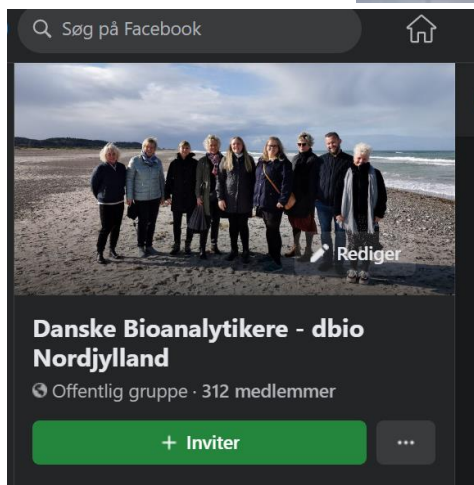 Søg på Facebook
Rediger
Danske Bioanalytikere - dbio
Nordjylland
Offentlig gruppe · 312 medlemmer
+ Inviter